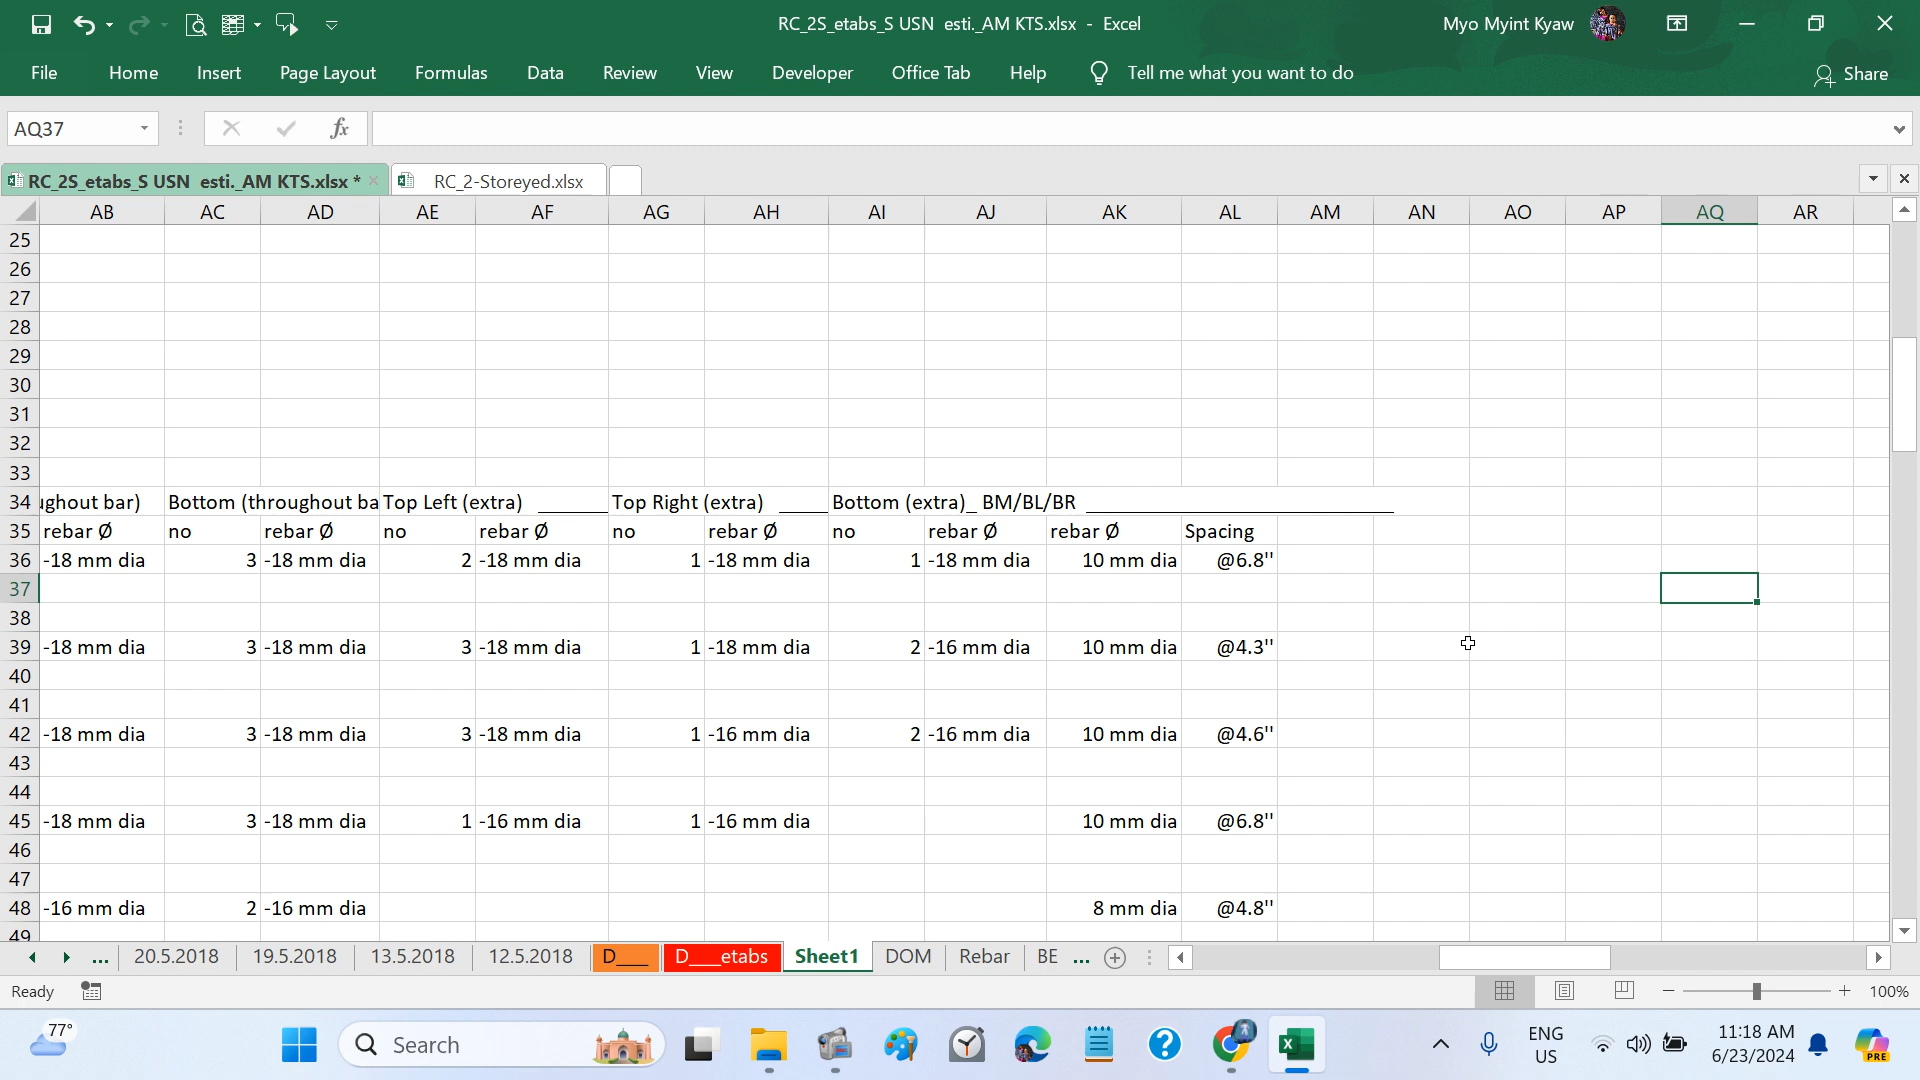 RC_2S_etabs_S USN  esti._AM KTS.xlsx  -  Excel
Myo Myint Kyaw
File Home Insert Page Layout Formulas Data Review View Developer Office Tab Help Tell me what you want to do Share
AQ37 fx
RC_2S_etabs_S USN  esti._AM KTS.xlsx * RC_2-Storeyed.xlsx
AB AC AD AE AF AG AH AI AJ AK AL AM AN AO AP AQ AR
25
26
27
28
29
30
31
32
33
34 ughout bar) Bottom (throughout ba Top Left (extra) ______ Top Right (extra) ____ Bottom (extra)_ BM/BL/BR __________________________
35 rebar Ø no rebar Ø no rebar Ø no rebar Ø no rebar Ø rebar Ø Spacing
36 -18 mm dia 3 -18 mm dia 2 -18 mm dia 1 -18 mm dia 1 -18 mm dia 10 mm dia @6.8''
37
38
39 -18 mm dia 3 -18 mm dia 3 -18 mm dia 1 -18 mm dia 2 -16 mm dia 10 mm dia @4.3''
40
41
42 -18 mm dia 3 -18 mm dia 3 -18 mm dia 1 -16 mm dia 2 -16 mm dia 10 mm dia @4.6''
43
44
45 -18 mm dia 3 -18 mm dia 1 -16 mm dia 1 -16 mm dia 10 mm dia @6.8''
46
47
48 -16 mm dia 2 -16 mm dia 8 mm dia @4.8''
49
... 20.5.2018 19.5.2018 13.5.2018 12.5.2018 D___ D___etabs Sheet1 DOM Rebar BE ...
Ready 100%
77° Search ENG US 11:18 AM 6/23/2024 PRE